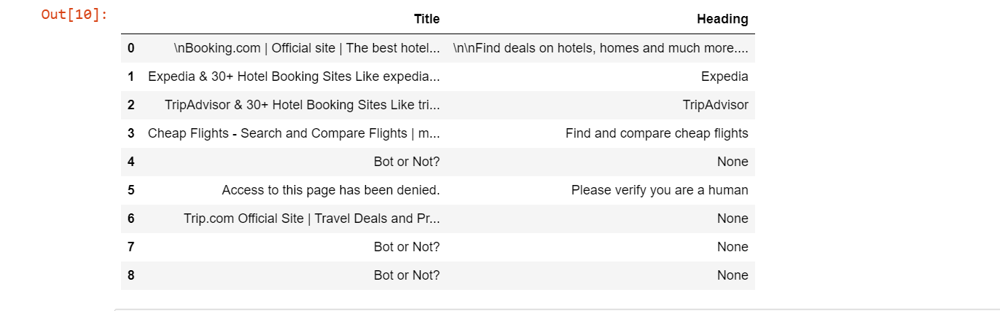 Out[10]:
Title Heading
0 \nBooking.com | Official site | The best hotel... \n\nFind deals on hotels, homes and much more....
1 Expedia & 30+ Hotel Booking Sites Like expedia... Expedia
2 TripAdvisor & 30+ Hotel Booking Sites Like tri... TripAdvisor
3 Cheap Flights - Search and Compare Flights | m... Find and compare cheap flights
4 Bot or Not? None
5 Access to this page has been denied. Please verify you are a human
6 Trip.com Official Site | Travel Deals and Pr... None
7 Bot or Not? None
8 Bot or Not? None